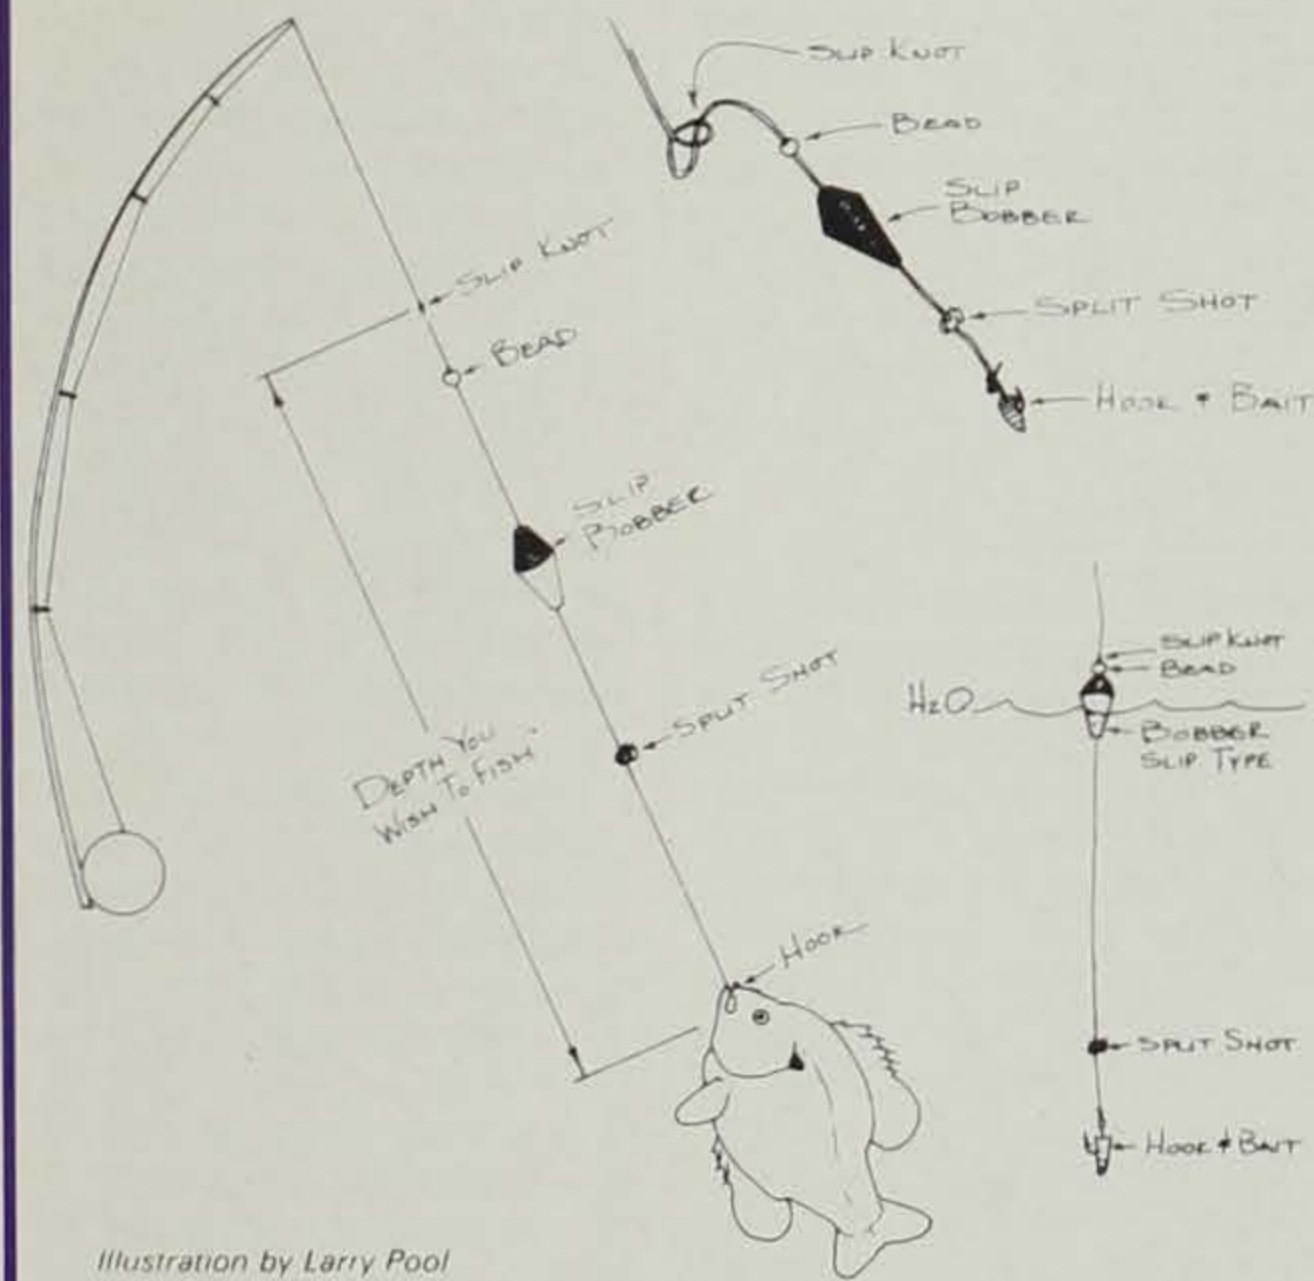 SLIP KNOT
BEAD
SLIP
BOBBER
SPLIT SHOT
HOOK & BAIT
SLIP KNOT
BEAD
SLIP
BOBBER
SPLIT SHOT
DEPTH YOU
WISH TO FISH"
HOOK
SLIP KNOT
BEAD
H2O
BOBBER
SLIP TYPE
SPLIT SHOT
HOOK & BAIT
Illustration by Larry Pool